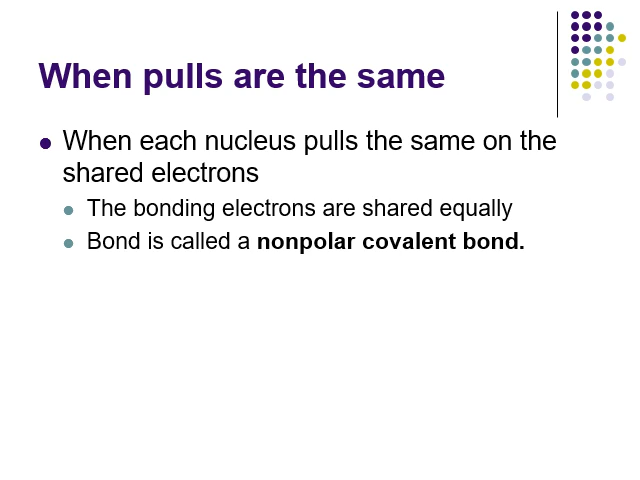 When pulls are the same
When each nucleus pulls the same on the
shared electrons
The bonding electrons are shared equally
Bond is called a nonpolar covalent bond.